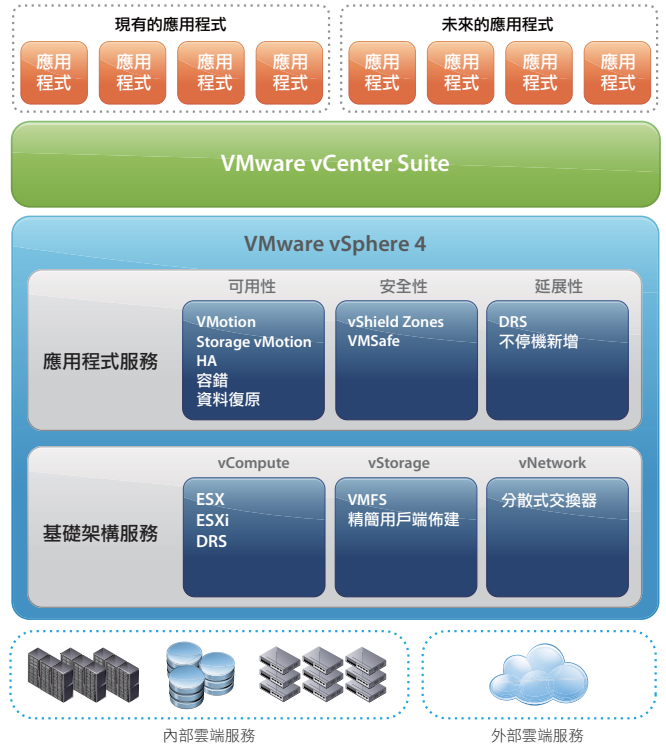 現有的應用程式
未來的應用程式
應用
程式
應用
程式
應用
程式
應用
程式
應用
程式
應用
程式
應用
程式
應用
程式
VMware vCenter Suite
VMware vSphere 4
可用性
安全性
延展性
應用程式服務
VMotion
Storage vMotion
HA
容錯
資料復原
vShield Zones
VMSafe
DRS
不停機新增
vCompute
vStorage
vNetwork
基礎架構服務
ESX
ESXi
DRS
VMFS
精簡用戶端佈建
分散式交換器
內部雲端服務
外部雲端服務